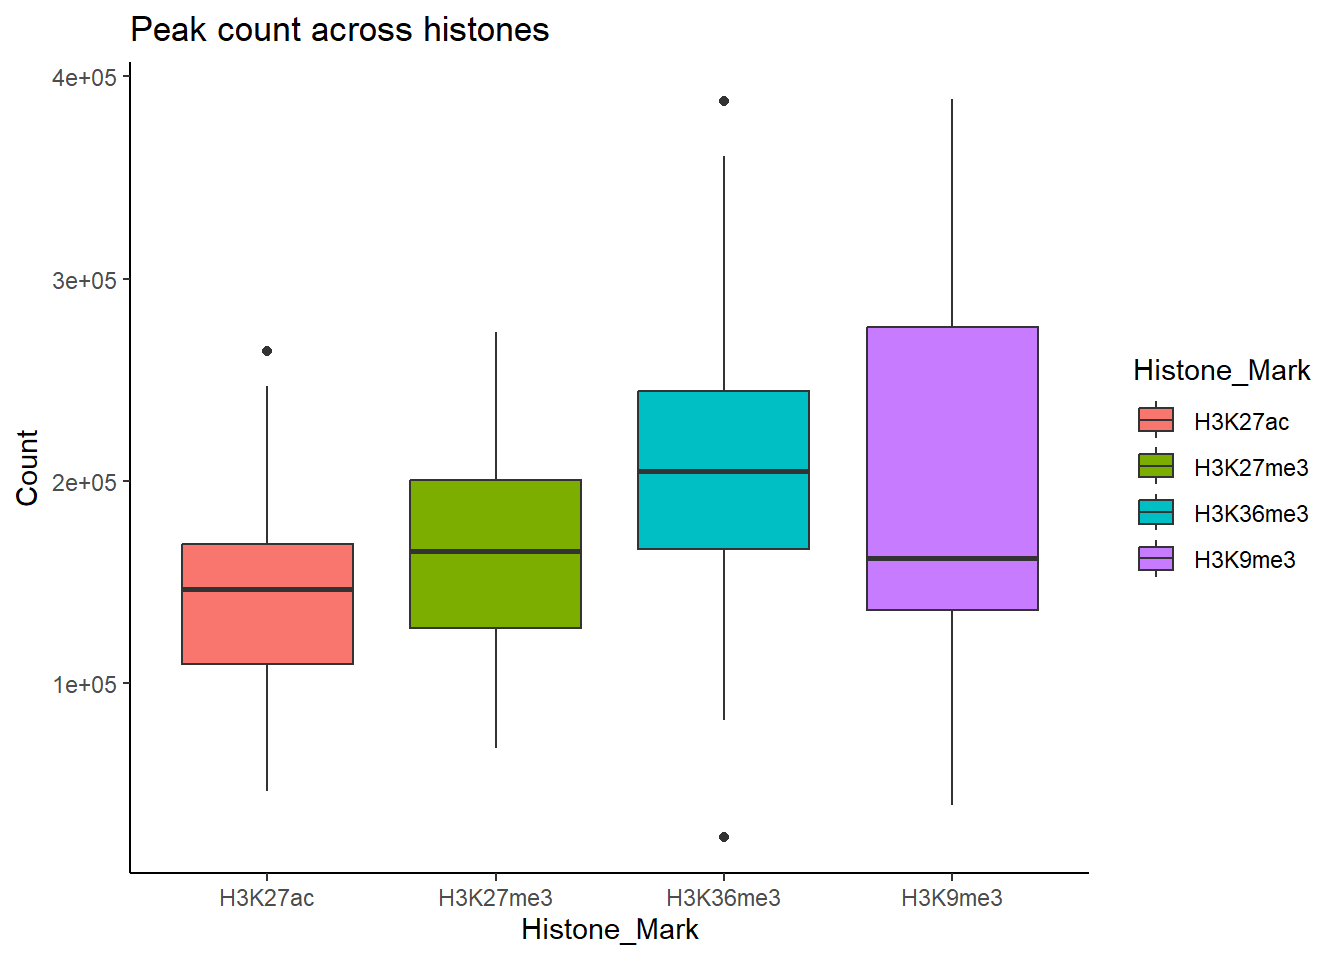 Peak count across histones
4e+05
3e+05
2e+05
1e+05
Count
H3K27ac H3K27me3 H3K36me3 H3K9me3
Histone_Mark
Histone_Mark
H3K27ac
H3K27me3
H3K36me3
H3K9me3